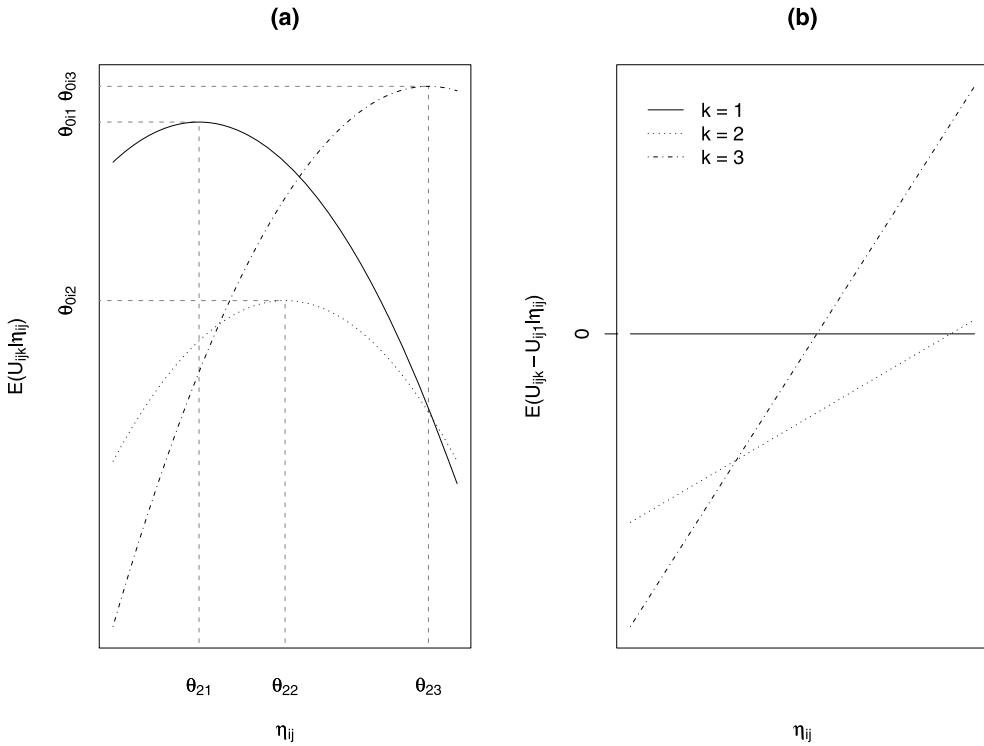 (a)
θ0i1 θ0i3
θ0i2
E(Uijk|ηij)
θ21 θ22 θ23
ηij
(b)
k = 1
k = 2
k = 3
0
E(Uijk − Uij1|ηij)
ηij